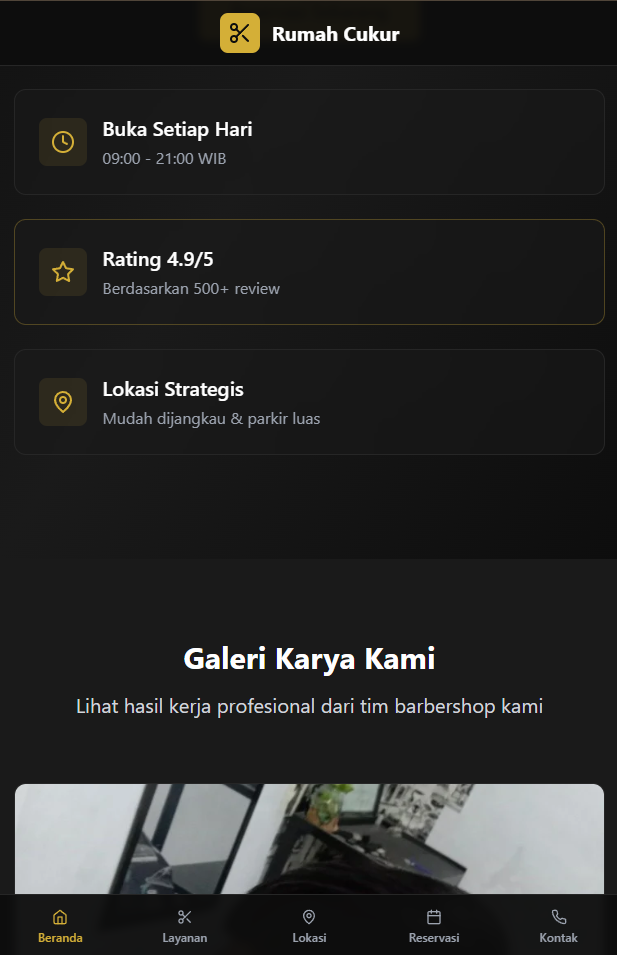 Rumah Cukur
Buka Setiap Hari
09:00 - 21:00 WIB
Rating 4.9/5
Berdasarkan 500+ review
Lokasi Strategis
Mudah dijangkau & parkir luas
Galeri Karya Kami
Lihat hasil kerja profesional dari tim barbershop kami
Beranda
Layanan
Lokasi
Reservasi
Kontak